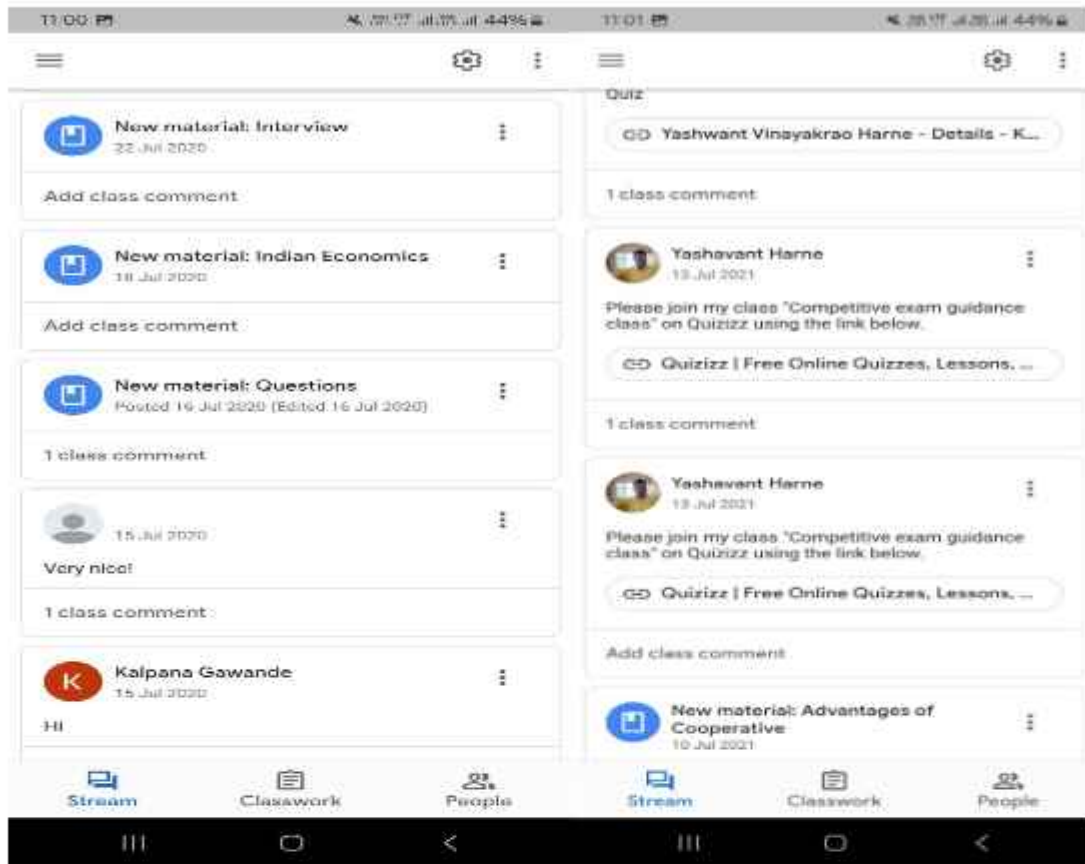 11:00
44%
New material: Interview
22 Jul 2020
Add class comment
New material: Indian Economics
18 Jul 2020
Add class comment
New material: Questions
Posted 16 Jul 2020 (Edited 16 Jul 2020)
1 class comment
15 Jul 2020
Very nice!
1 class comment
K
Kalpana Gawande
15 Jul 2020
HI
Stream
Classwork
People
11:01
44%
Quiz
Yashwant Vinayakrao Harne - Details - K...
1 class comment
Yashavant Harne
13 Jul 2021
Please join my class "Competitive exam guidance
class" on Quizizz using the link below.
Quizizz | Free Online Quizzes, Lessons, ...
1 class comment
Yashavant Harne
13 Jul 2021
Please join my class "Competitive exam guidance
class" on Quizizz using the link below.
Quizizz | Free Online Quizzes, Lessons, ...
Add class comment
New material: Advantages of
Cooperative
10 Jul 2021
Stream
Classwork
People